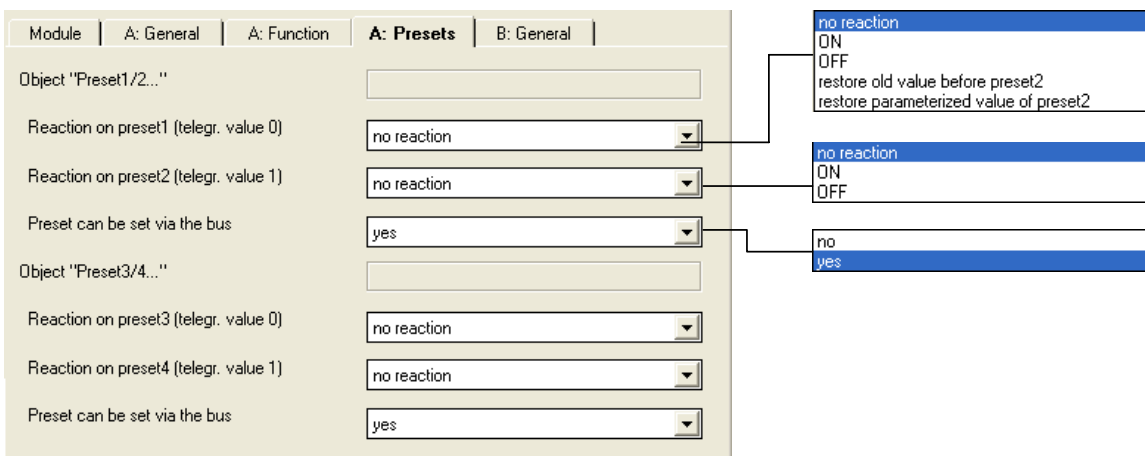 Module A: General A: Function A: Presets B: General
Object "Preset1/2..."
Reaction on preset1 (telegr. value 0) no reaction
Reaction on preset2 (telegr. value 1) no reaction
Preset can be set via the bus yes
Object "Preset3/4..."
Reaction on preset3 (telegr. value 0) no reaction
Reaction on preset4 (telegr. value 1) no reaction
Preset can be set via the bus yes
no reaction
ON
OFF
restore old value before preset2
restore parameterized value of preset2
no reaction
ON
OFF
no
yes